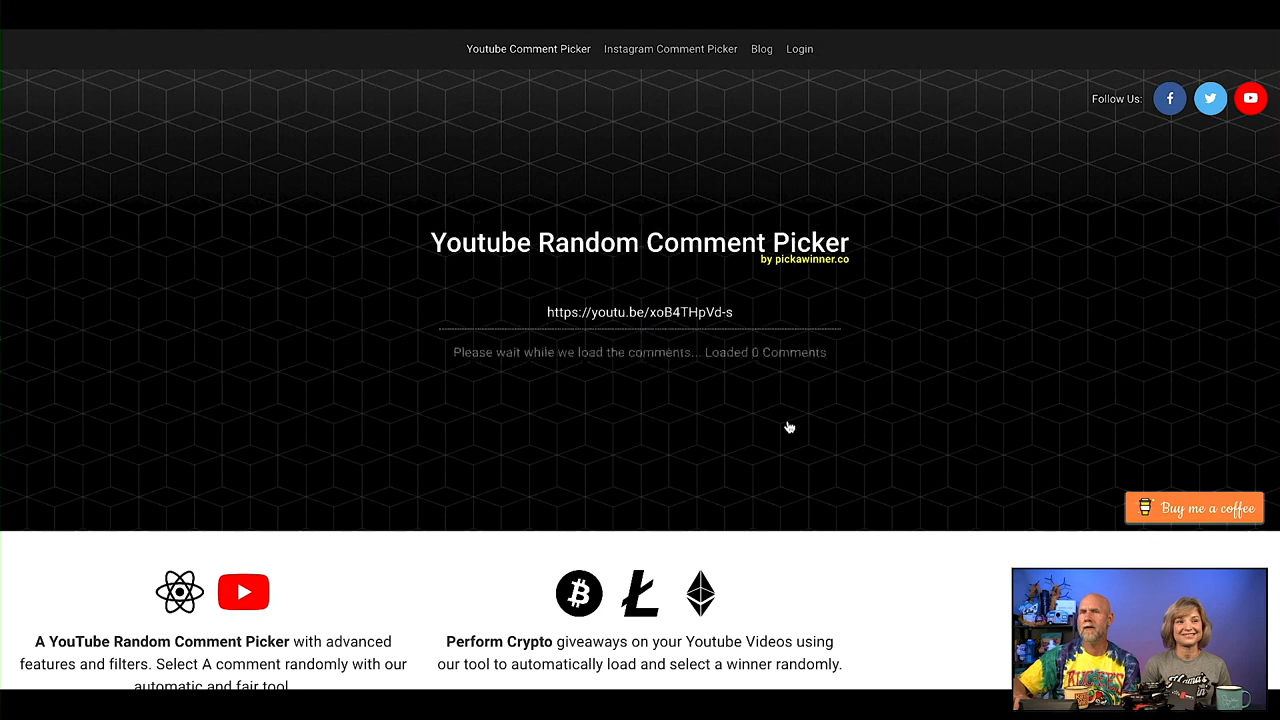 Youtube Comment Picker Instagram Comment Picker Blog Login
Follow Us:
Youtube Random Comment Picker
by pickawinner.co
https://youtu.be/xoB4THpVd-s
Please wait while we load the comments... Loaded 0 Comments
Buy me a coffee
A YouTube Random Comment Picker with advanced
features and filters. Select A comment randomly with our
automatic and fair tool
Perform Crypto giveaways on your Youtube Videos using
our tool to automatically load and select a winner randomly.